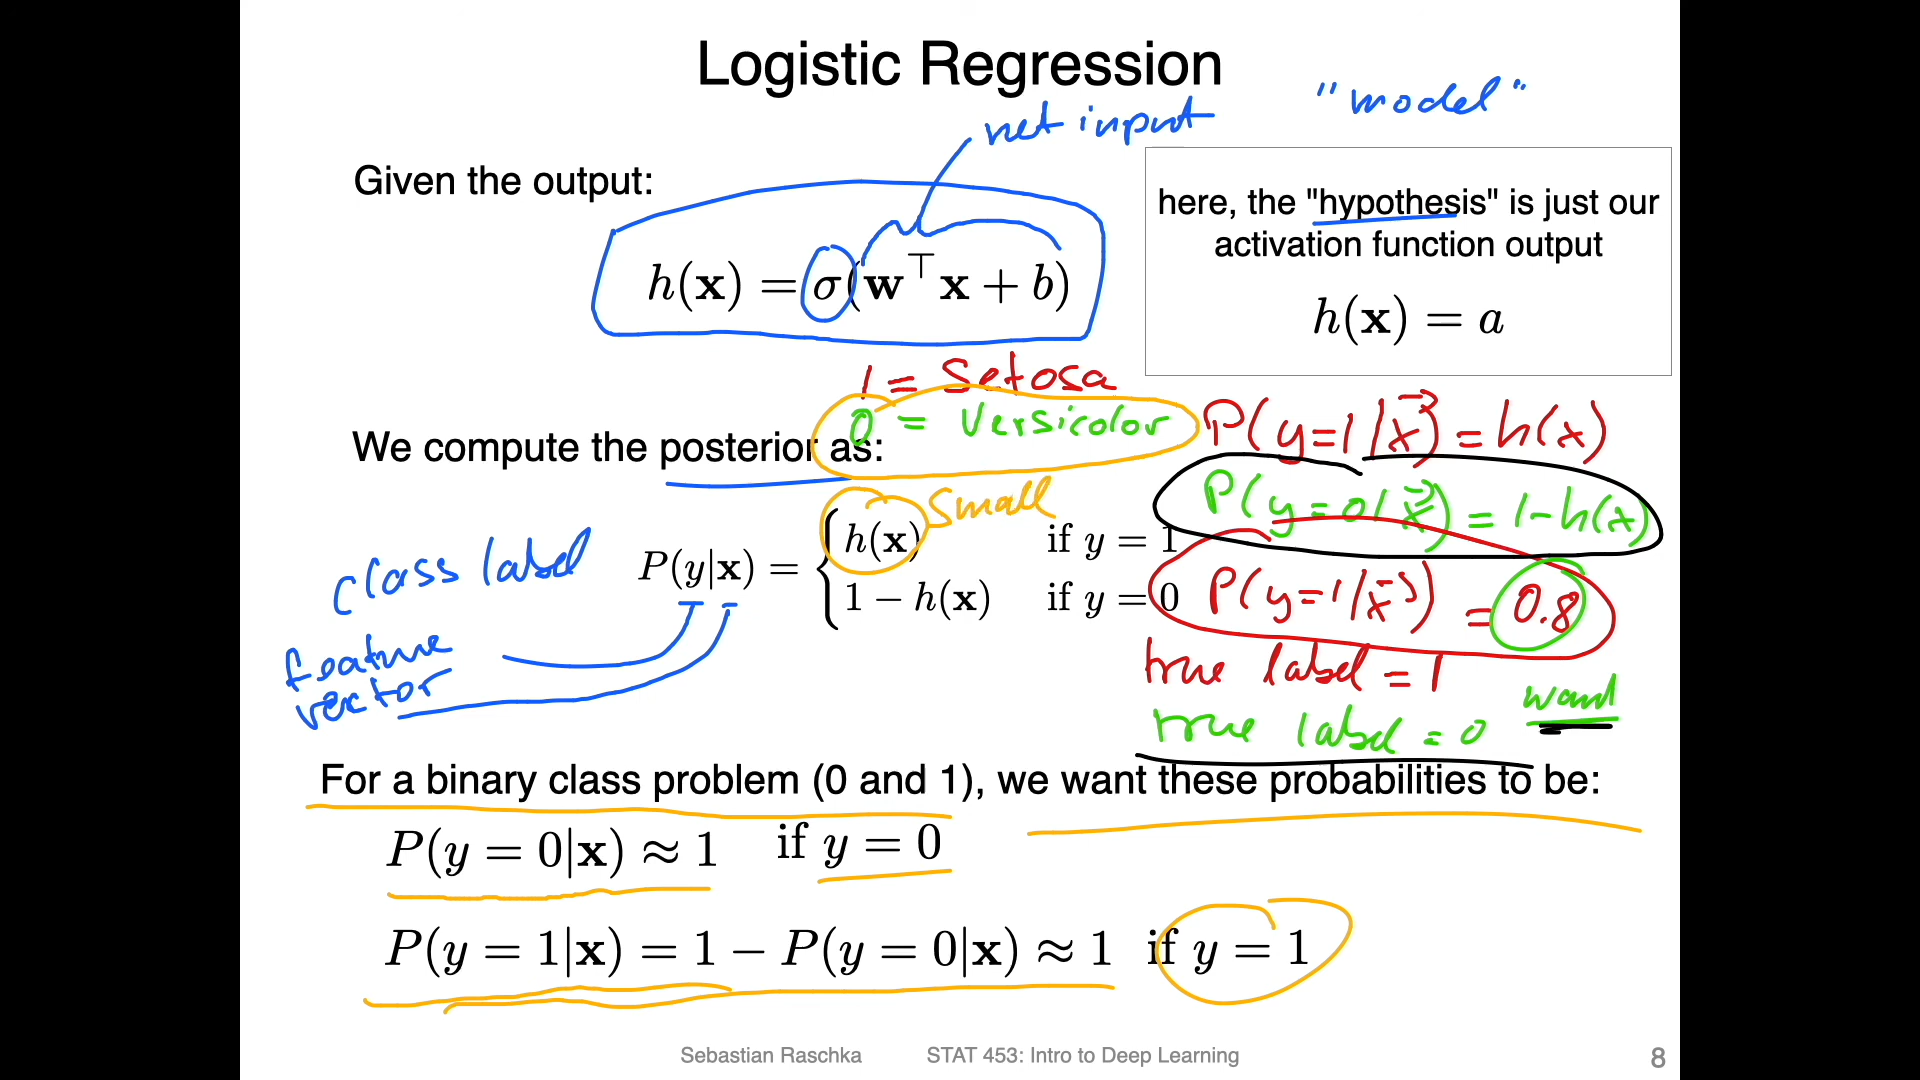 Logistic Regression
"model"
net input
Given the output:
h(x) = σ(w⊤x + b)
here, the "hypothesis" is just our
activation function output
h(x) = a
1 = Setosa
0 = Versicolor
We compute the posterior as:
P(y=1|x) = h(x)
P(y=0|x) = 1-h(x)
small
class label
P(y|x) = { h(x) if y = 1
1 − h(x) if y = 0
P(y=1|x) = 0.8
feature
vector
true label = 1
true label = 0
want
For a binary class problem (0 and 1), we want these probabilities to be:
P(y = 0|x) ≈ 1 if y = 0
P(y = 1|x) = 1 − P(y = 0|x) ≈ 1 if y = 1
Sebastian Raschka STAT 453: Intro to Deep Learning 8